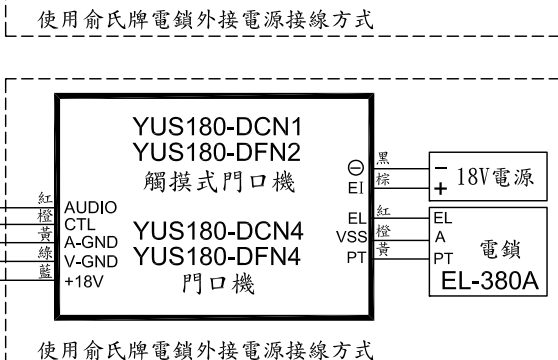 使用俞氏牌電鎖外接電源接線方式
YUS180-DCN1
YUS180-DFN2
觸摸式門口機
YUS180-DCN4
YUS180-DFN4
門口機
紅 AUDIO
橙 CTL
黃 A-GND
綠 V-GND
藍 +18V
⊖ 黑 −
EI 棕 +
18V電源
EL 紅 EL
VSS 橙 A
PT 黃 PT
電鎖
EL-380A
使用俞氏牌電鎖外接電源接線方式